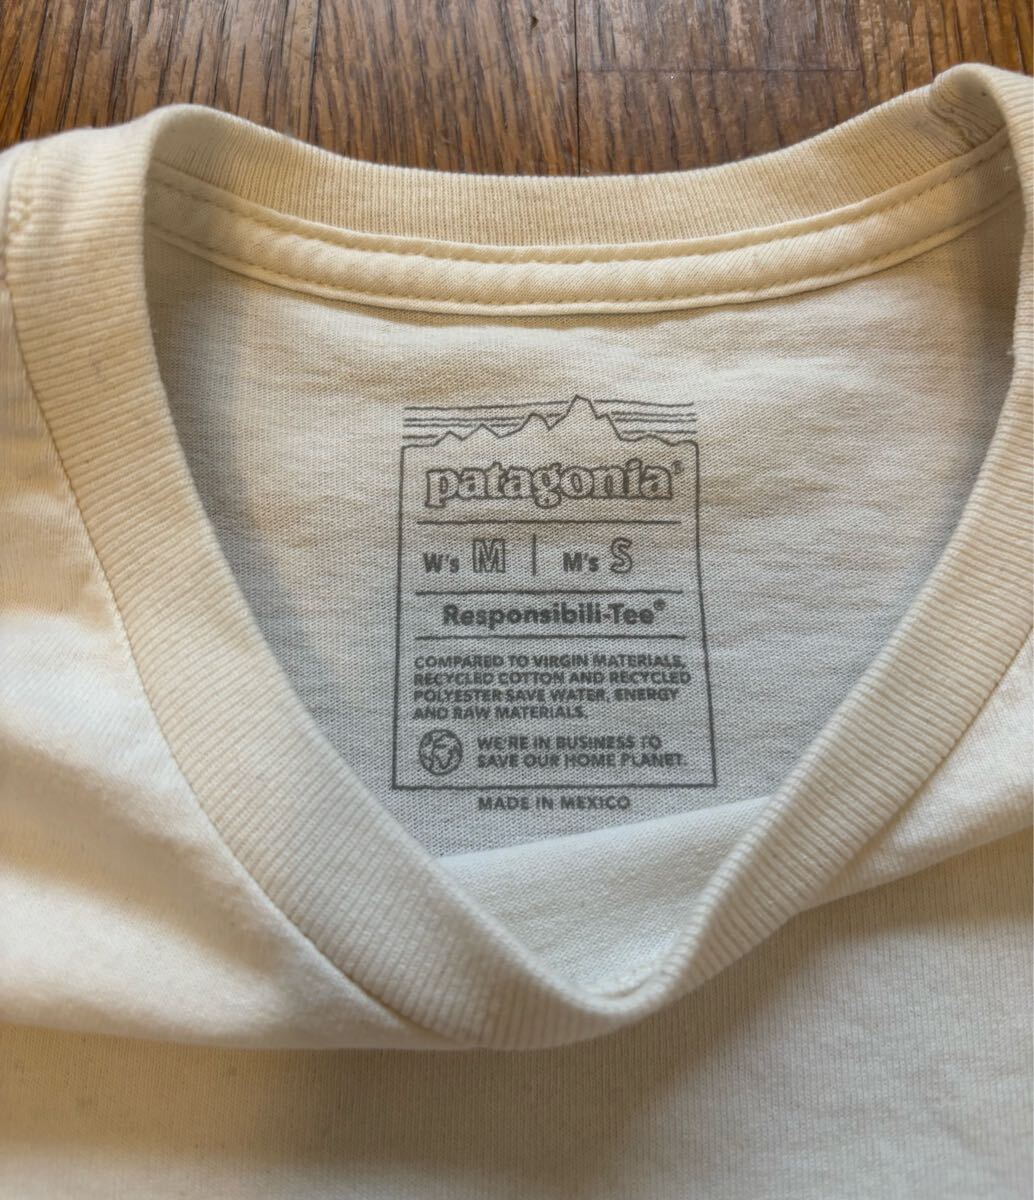 patagonia®
W's M | M's S
Responsibili-Tee®
COMPARED TO VIRGIN MATERIALS,
RECYCLED COTTON AND RECYCLED
POLYESTER SAVE WATER, ENERGY
AND RAW MATERIALS.
WE'RE IN BUSINESS TO
SAVE OUR HOME PLANET.
MADE IN MEXICO